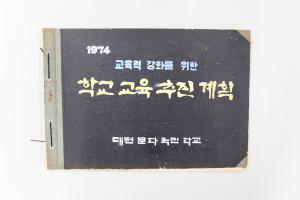 1974
교육력 강화를 위한
학교 교육 추진 계획
대전 문화 국민 학교